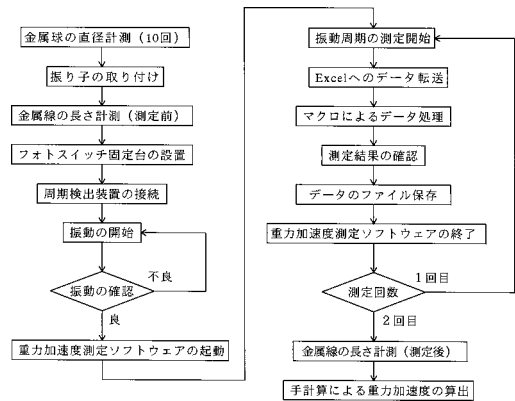 金属球の直径計測（10回）
振り子の取り付け
金属線の長さ計測（測定前）
フォトスイッチ固定台の設置
周期検出装置の接続
振動の開始
振動の確認
不良
良
重力加速度測定ソフトウェアの起動
振動周期の測定開始
Excelへのデータ転送
マクロによるデータ処理
測定結果の確認
データのファイル保存
重力加速度測定ソフトウェアの終了
測定回数
1回目
2回目
金属線の長さ計測（測定後）
手計算による重力加速度の算出